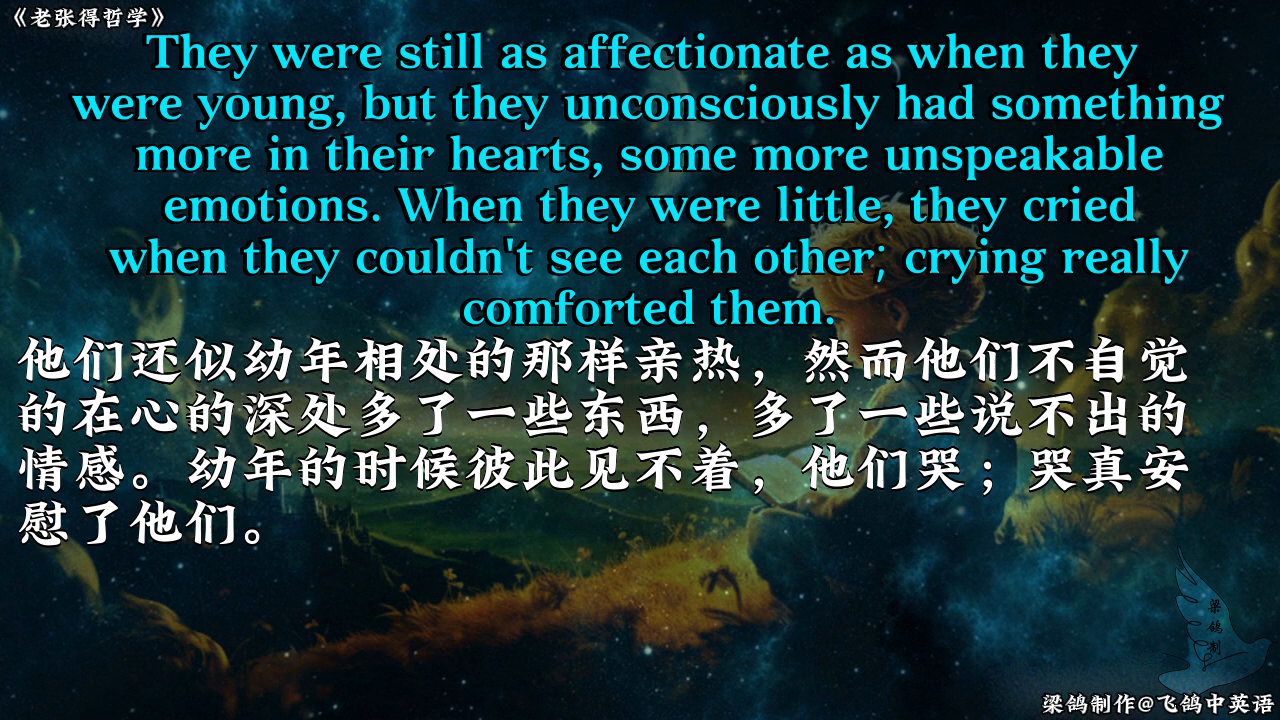 《老张得哲学》
They were still as affectionate as when they
were young, but they unconsciously had something
more in their hearts, some more unspeakable
emotions. When they were little, they cried
when they couldn't see each other; crying really
comforted them.
他们还似幼年相处的那样亲热，然而他们不自觉
的在心的深处多了一些东西，多了一些说不出的
情感。幼年的时候彼此见不着，他们哭；哭真安
慰了他们。
梁鸽制
梁鸽制作@飞鸽中英语